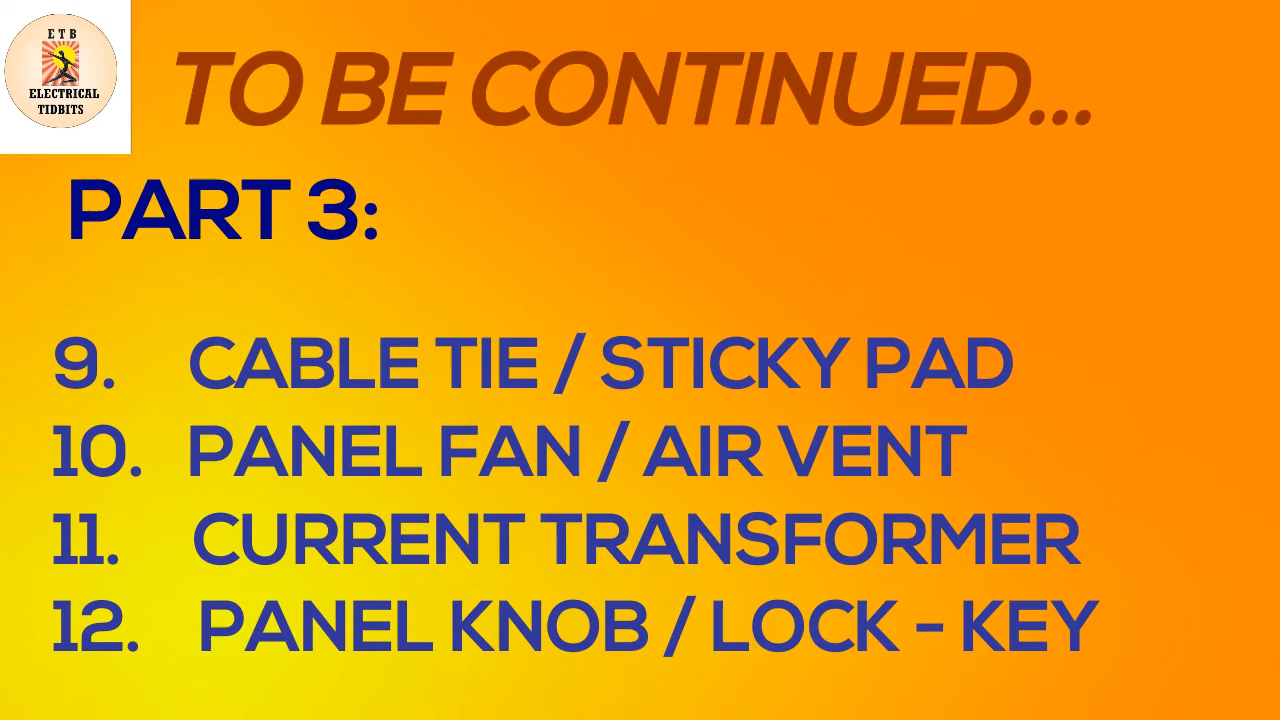 E T B
ELECTRICAL
TIDBITS
TO BE CONTINUED...
PART 3:
9. CABLE TIE / STICKY PAD
10. PANEL FAN / AIR VENT
11. CURRENT TRANSFORMER
12. PANEL KNOB / LOCK - KEY